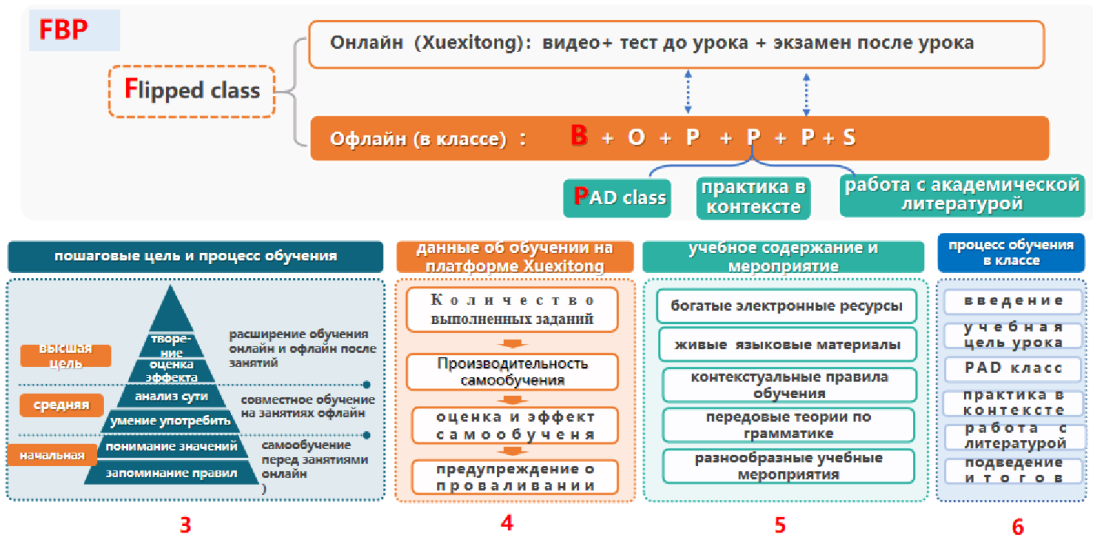 FBP
Онлайн (Xuexitong): видео+ тест до урока + экзамен после урока
Flipped class
Офлайн (в классе) : B + O + P + P + P + S
PAD class
практика в
контексте
работа с академической
литературой
пошаговые цель и процесс обучения
высшая
цель
средняя
начальная
творе-
ние
оценка
эффекта
анализ сути
умение употребить
понимание значений
запоминание правил
расширение обучения
онлайн и офлайн после
занятий
совместное обучение
на занятиях офлайн
самообучение
перед занятиями
онлайн
)
3
данные об обучении на
платформе Xuexitong
Количество
выполненных заданий
Производительность
самообучения
оценка и эффект
самообученя
предупреждение о
проваливании
4
учебное содержание и
мероприятие
богатые электронные ресурсы
живые языковые материалы
контекстуальные правила
обучения
передовые теории по
грамматике
разнообразные учебные
мероприятия
5
процесс обучения
в классе
введение
учебная
цель урока
PAD класс
практика в
контексте
работа с
литературой
подведение
итогов
6